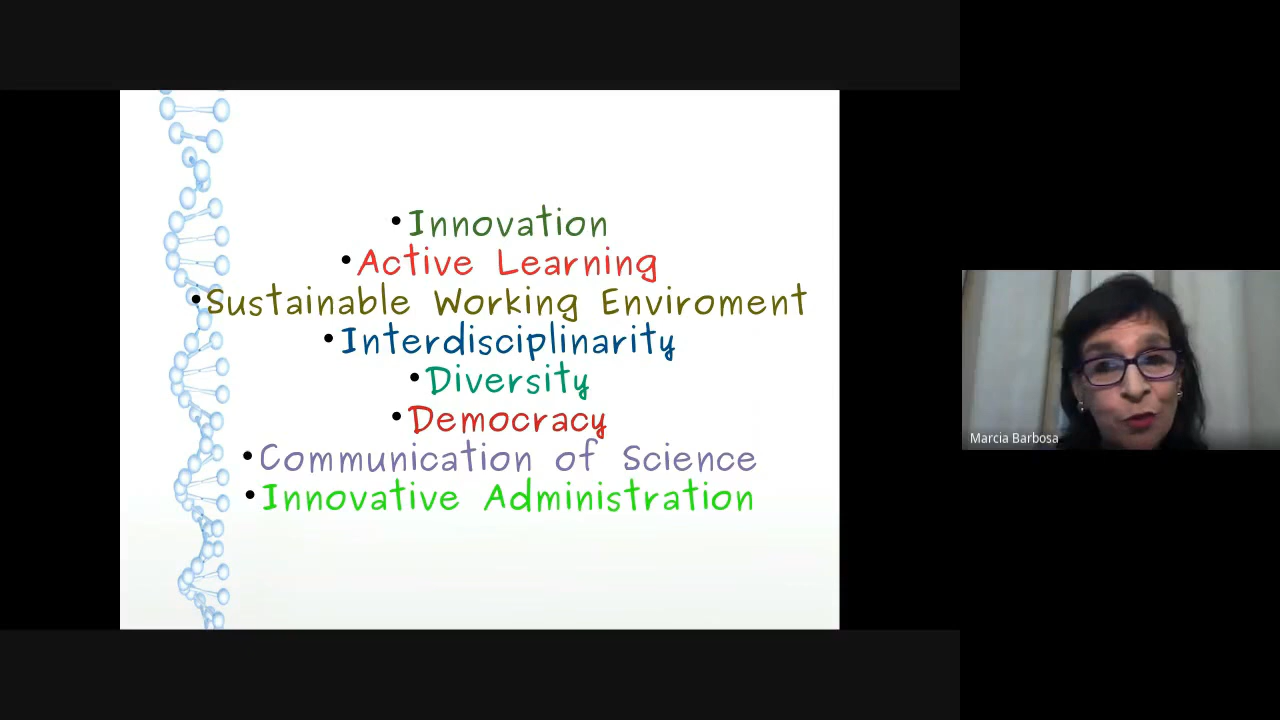 •Innovation
•Active Learning
•Sustainable Working Enviroment
•Interdisciplinarity
•Diversity
•Democracy
•Communication of Science
•Innovative Administration
Marcia Barbosa